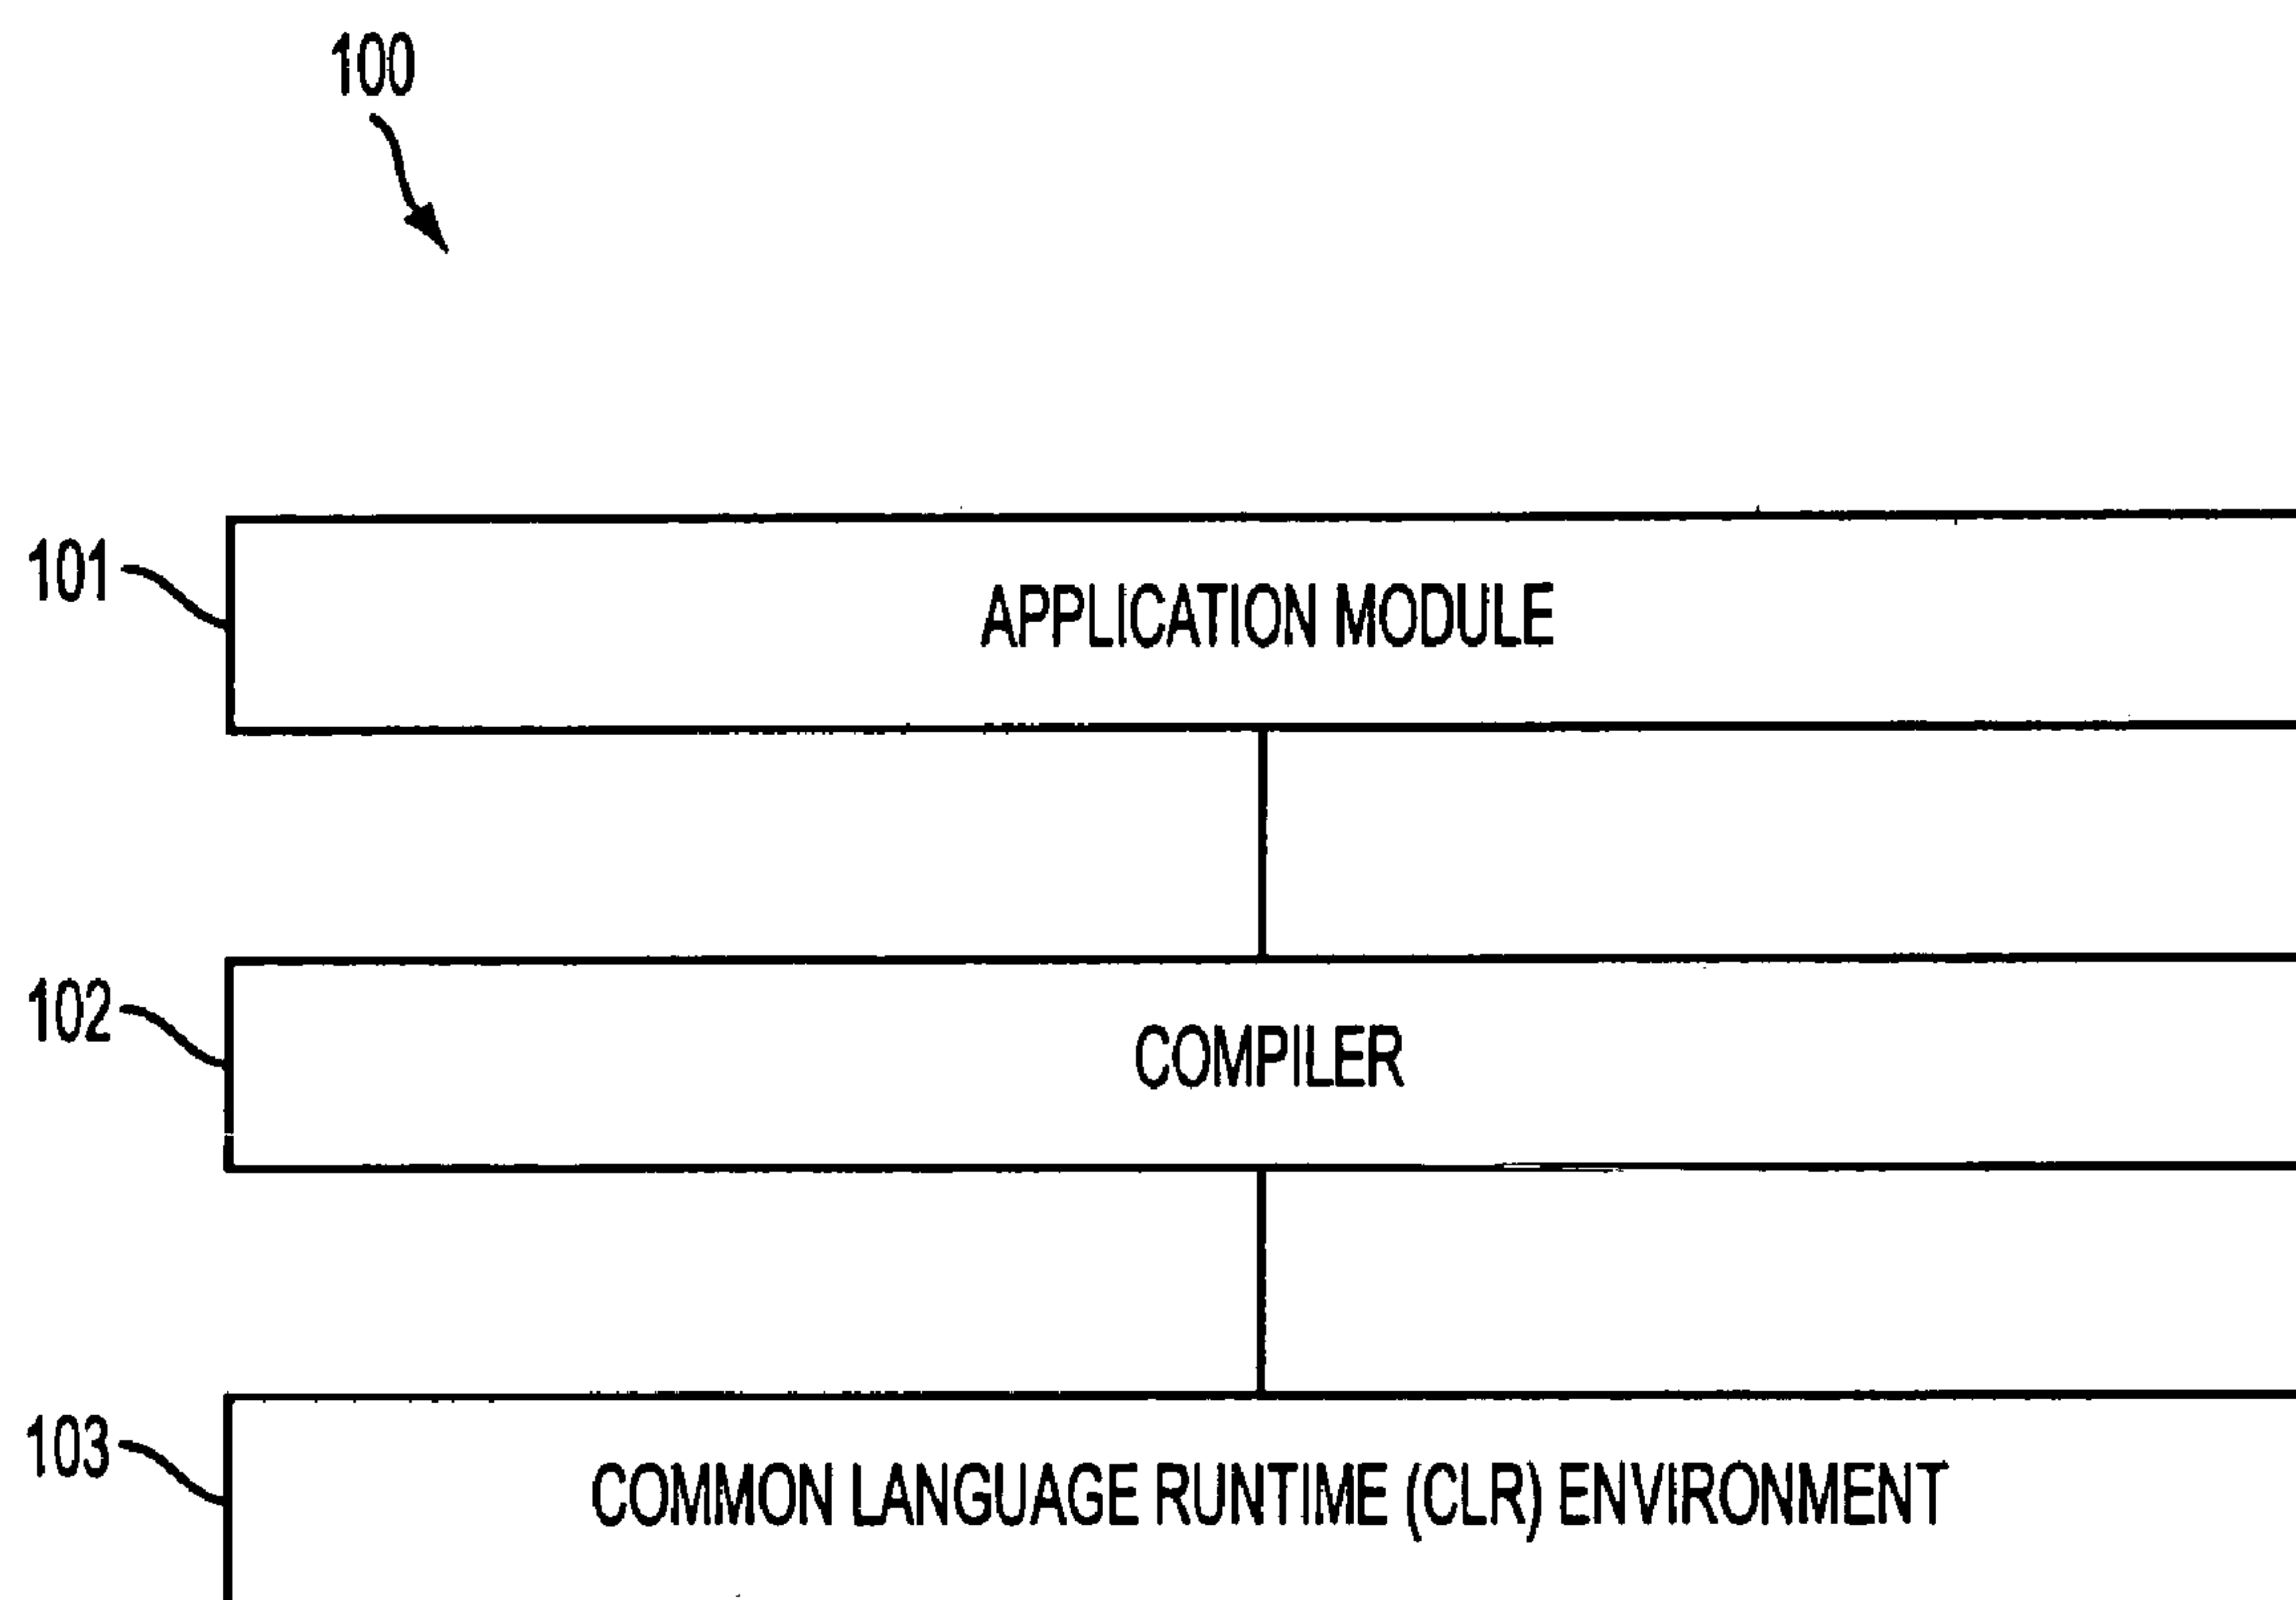 100
101
APPLICATION MODULE
102
COMPILER
103
COMMON LANGUAGE RUNTIME (CLR) ENVIRONMENT